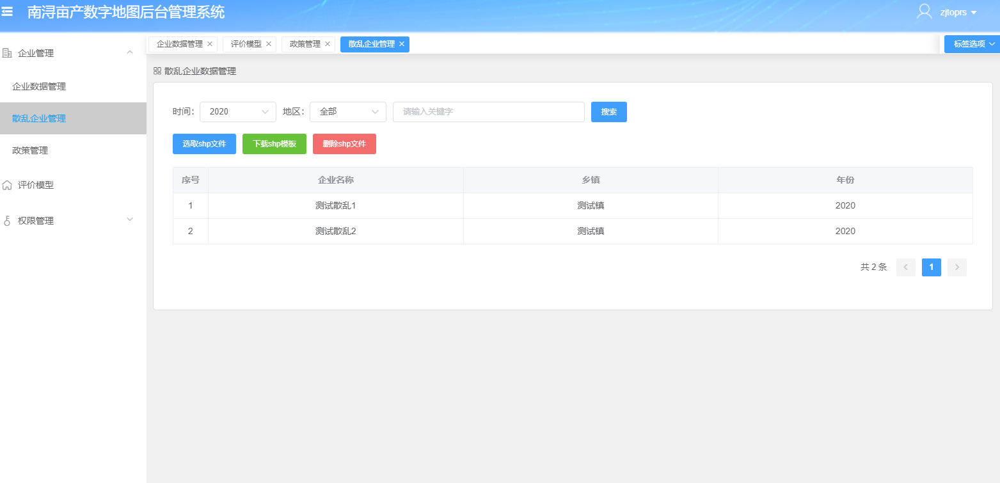 南浔亩产数字地图后台管理系统
zjtoprs
企业管理
企业数据管理
散乱企业管理
政策管理
评价模型
权限管理
企业数据管理 评价模型 政策管理 散乱企业管理 标签选项
散乱企业数据管理
时间: 2020 地区: 全部 请输入关键字 搜索
选取shp文件 下载shp模板 删除shp文件
序号 企业名称 乡镇 年份
1 测试散乱1 测试镇 2020
2 测试散乱2 测试镇 2020
共 2 条 1